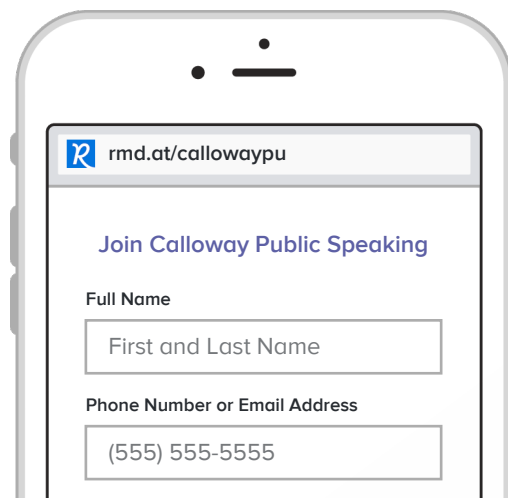 rmd.at/callowaypu
Join Calloway Public Speaking
Full Name
First and Last Name
Phone Number or Email Address
(555) 555-5555